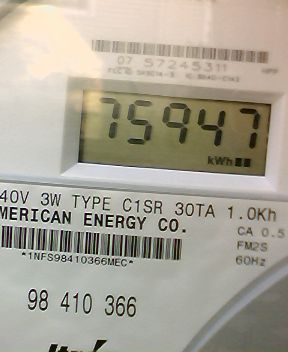 07 57245311
75947
kWh
40V 3W TYPE C1SR 30TA 1.0Kh
MERICAN ENERGY CO.
CA 0.5
FM2S
60Hz
*1NFS98410366MEC*
98 410 366